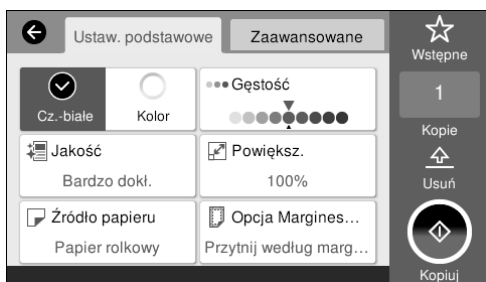 Ustaw. podstawowe
Zaawansowane
Wstępne
Cz.-białe
Kolor
Gęstość
1
Kopie
Jakość
Bardzo dokł.
Powiększ.
100%
Usuń
Źródło papieru
Papier rolkowy
Opcja Margines…
Przytnij według marg…
Kopiuj